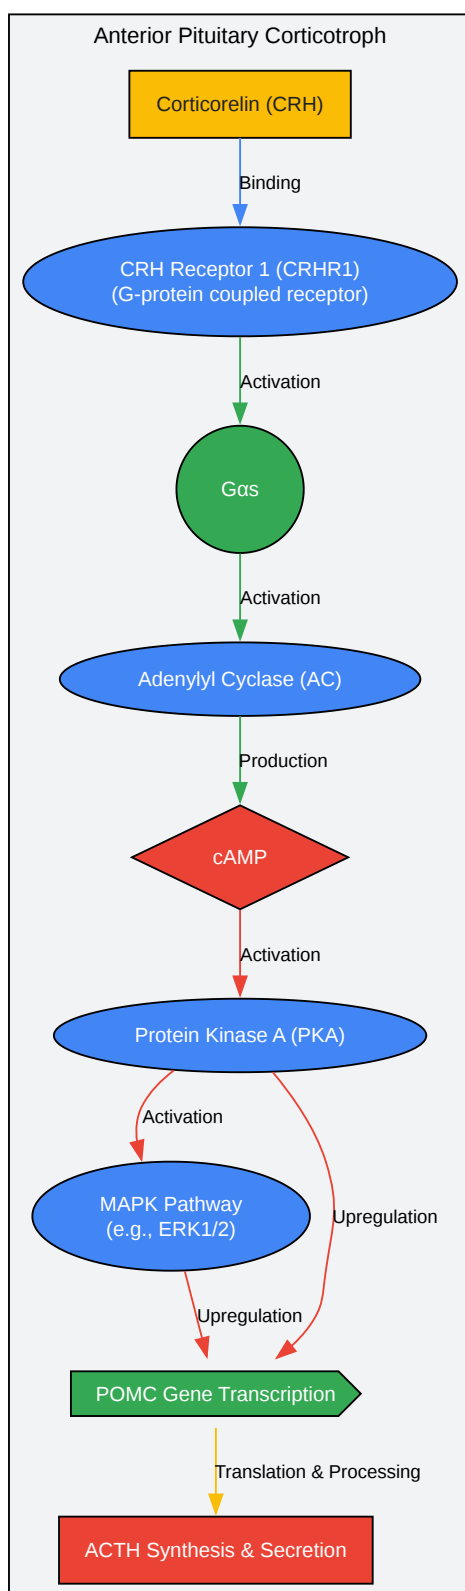 Anterior Pituitary Corticotroph
Corticorelin (CRH)
Binding
CRH Receptor 1 (CRHR1)
(G-protein coupled receptor)
Activation
Gαs
Activation
Adenylyl Cyclase (AC)
Production
cAMP
Activation
Protein Kinase A (PKA)
Activation
MAPK Pathway
(e.g., ERK1/2)
Upregulation
Upregulation
POMC Gene Transcription
Translation & Processing
ACTH Synthesis & Secretion